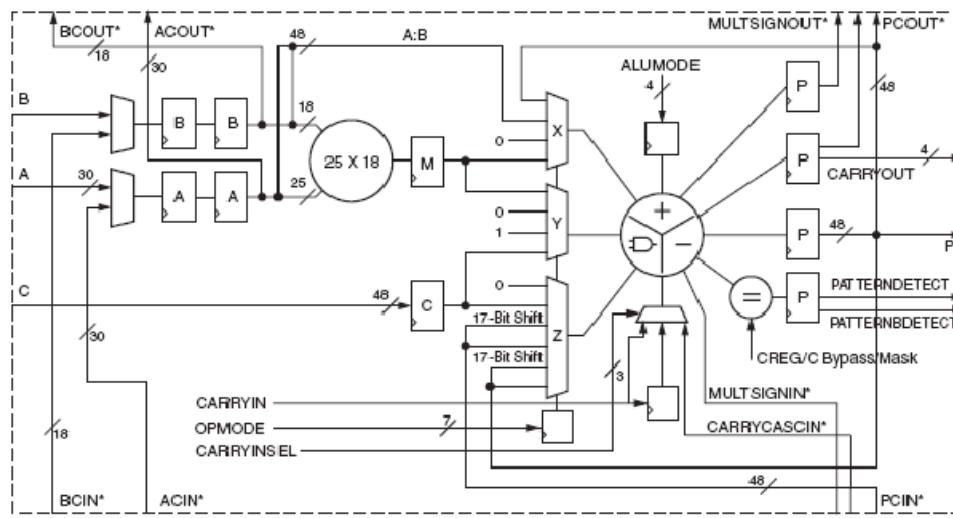 BCOUT* ACOUT* MULTSIGNOUT* PCOUT*
48 A:B
18 30 ALUMODE 48
4
B 18 B B X P
0
A 30 25 X 18 M P 4
A A 25 CARRYOUT
0 Y + −
1 P 48
P
C 48 C 0 = P PATTERNDETECT
17-Bit Shift PATTERNBDETECT
30 Z
17-Bit Shift CREG/C Bypass/Mask
3
CARRYIN MULTSIGNIN*
18 OPMODE 7
CARRYINSEL CARRYCASCIN*
48
BCIN* ACIN* PCIN*